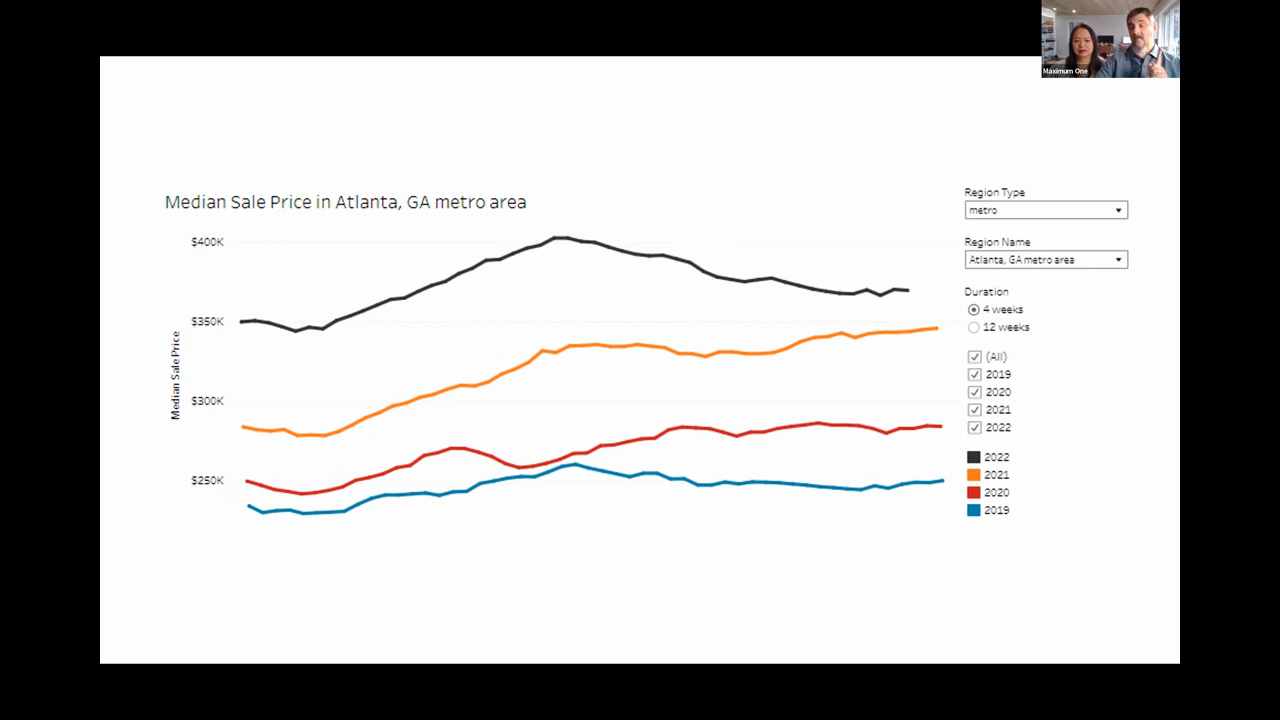 Maximum One
Median Sale Price in Atlanta, GA metro area
$400K
$350K
$300K
$250K
Median Sale Price
Region Type
metro
Region Name
Atlanta, GA metro area
Duration
4 weeks
12 weeks
(All)
2019
2020
2021
2022
2022
2021
2020
2019